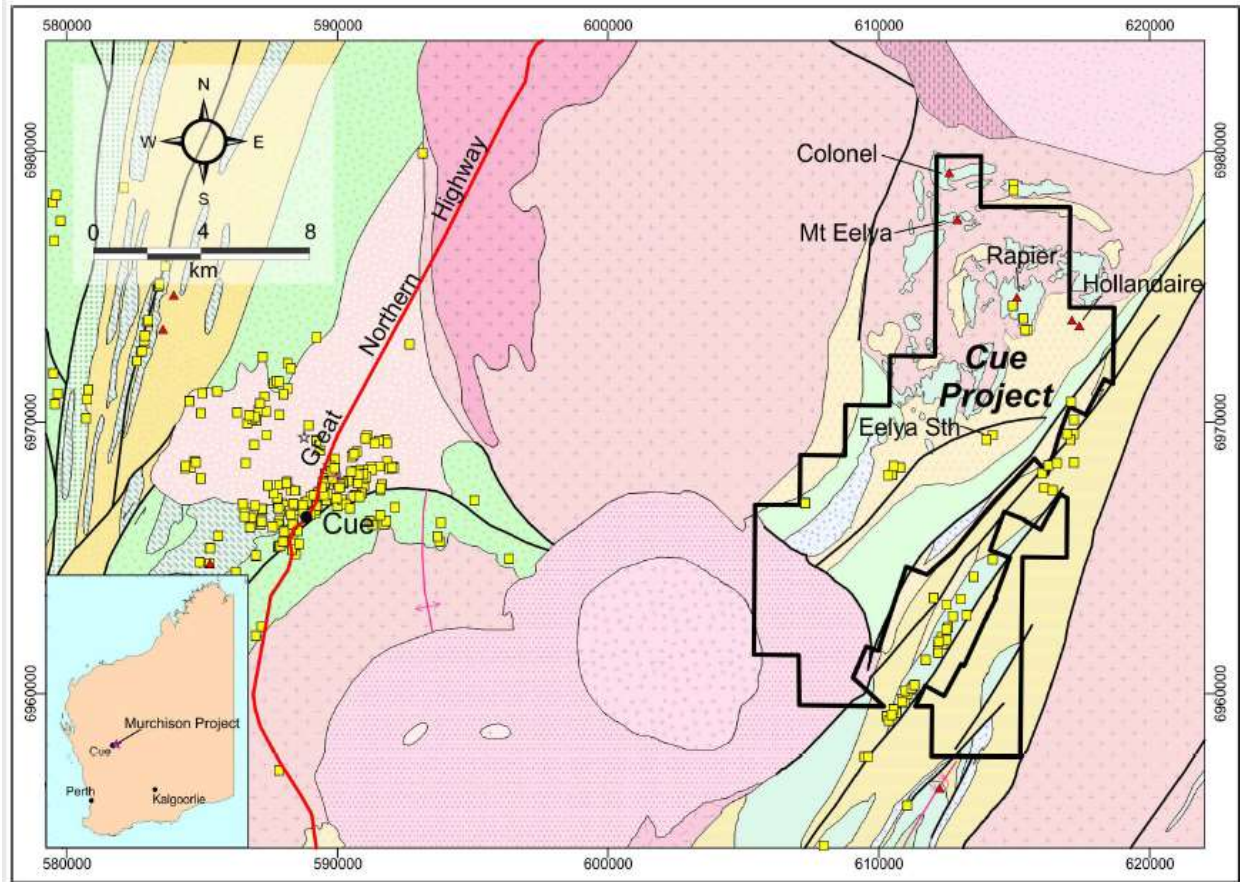 580000
590000
600000
610000
620000
N
W
E
S
0
4
8
km
6980000
6980000
6970000
6970000
6960000
6960000
Colonel
Mt Eelya
Rapier
Hollandaire
Cue
Project
Eelya Sth
Great
Northern
Highway
Cue
Murchison Project
Cue
Perth
Kalgoorlie
580000
590000
600000
610000
620000